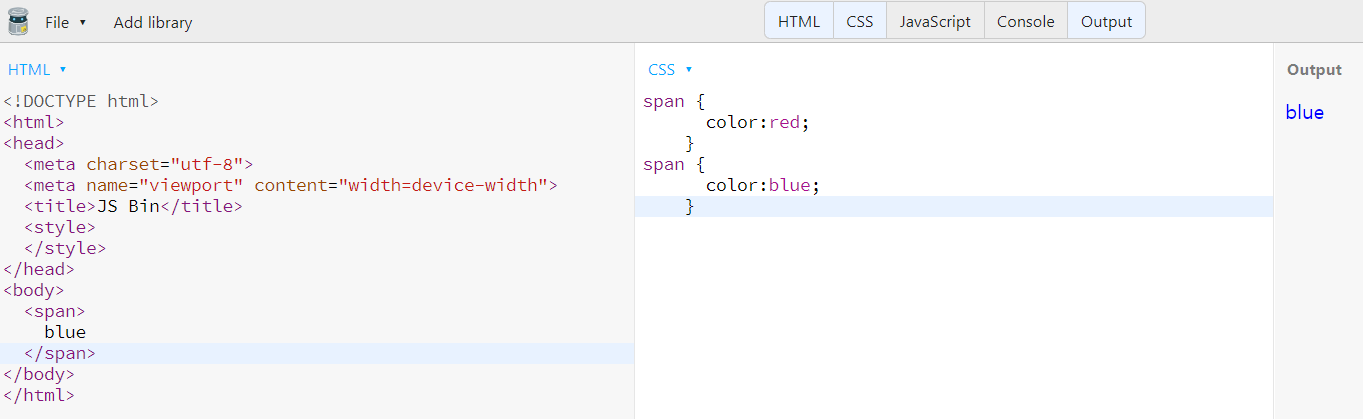 File ▾ Add library HTML CSS JavaScript Console Output
HTML ▾
<!DOCTYPE html>
<html>
<head>
  <meta charset="utf-8">
  <meta name="viewport" content="width=device-width">
  <title>JS Bin</title>
  <style>
  </style>
</head>
<body>
  <span>
    blue
  </span>
</body>
</html>
CSS ▾
span {
      color:red;
    }
span {
      color:blue;
    }
Output
blue